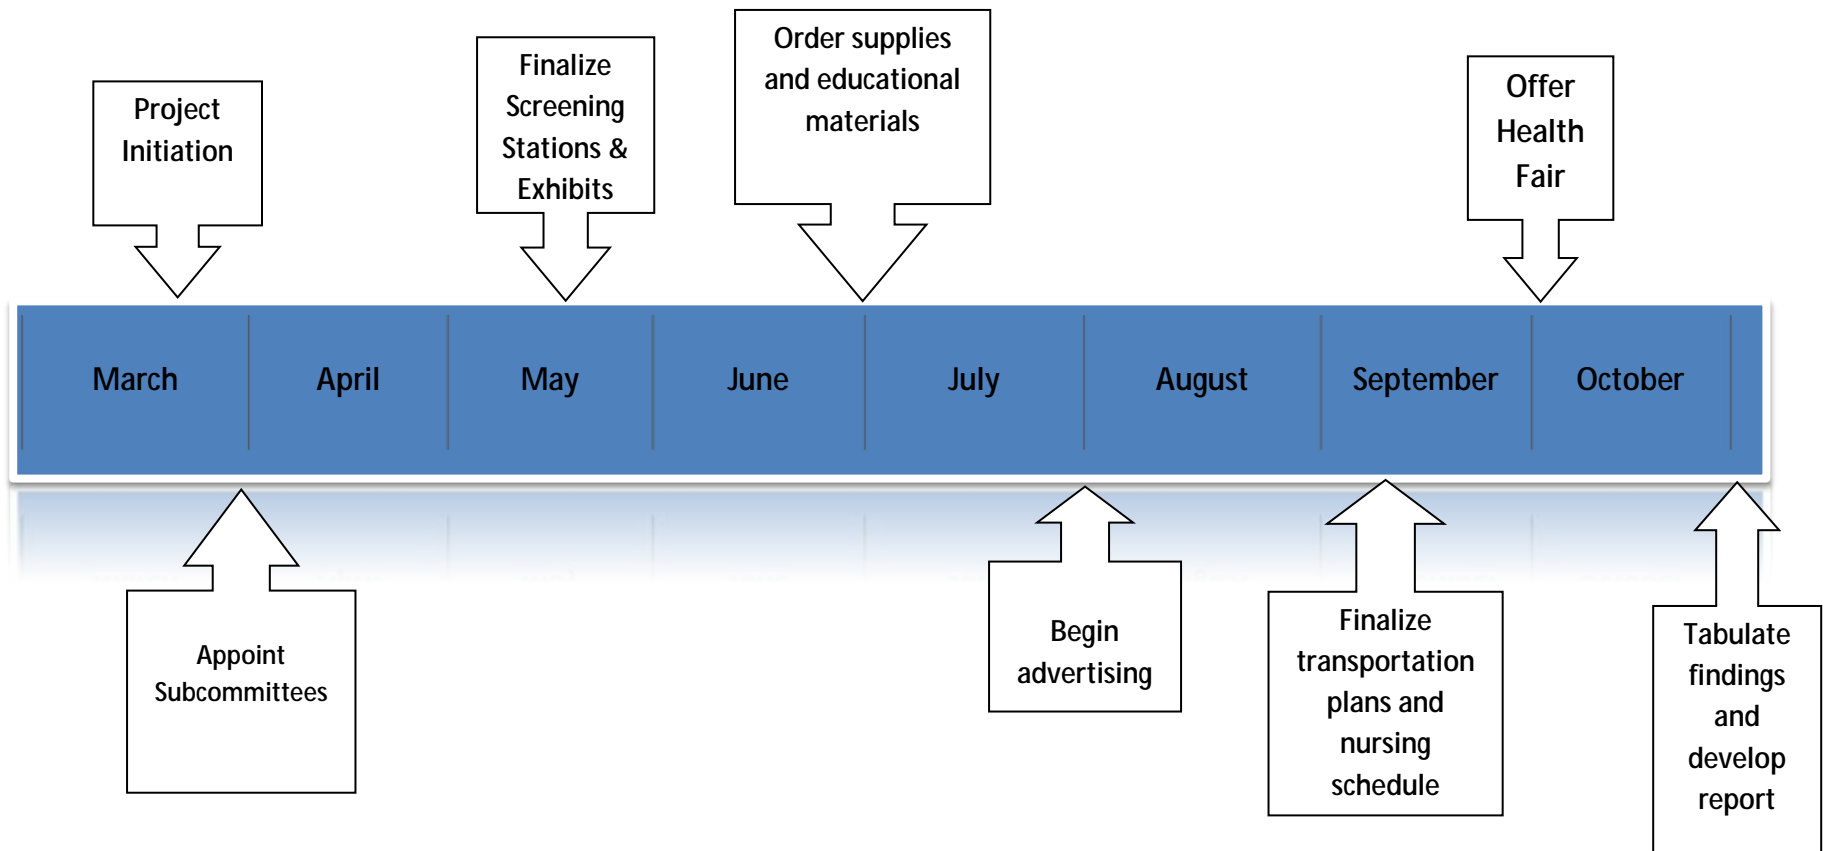 Project
Initiation
Finalize
Screening
Stations &
Exhibits
Order supplies
and educational
materials
Offer
Health
Fair
March
April
May
June
July
August
September
October
Appoint
Subcommittees
Begin
advertising
Finalize
transportation
plans and
nursing
schedule
Tabulate
findings
and
develop
report